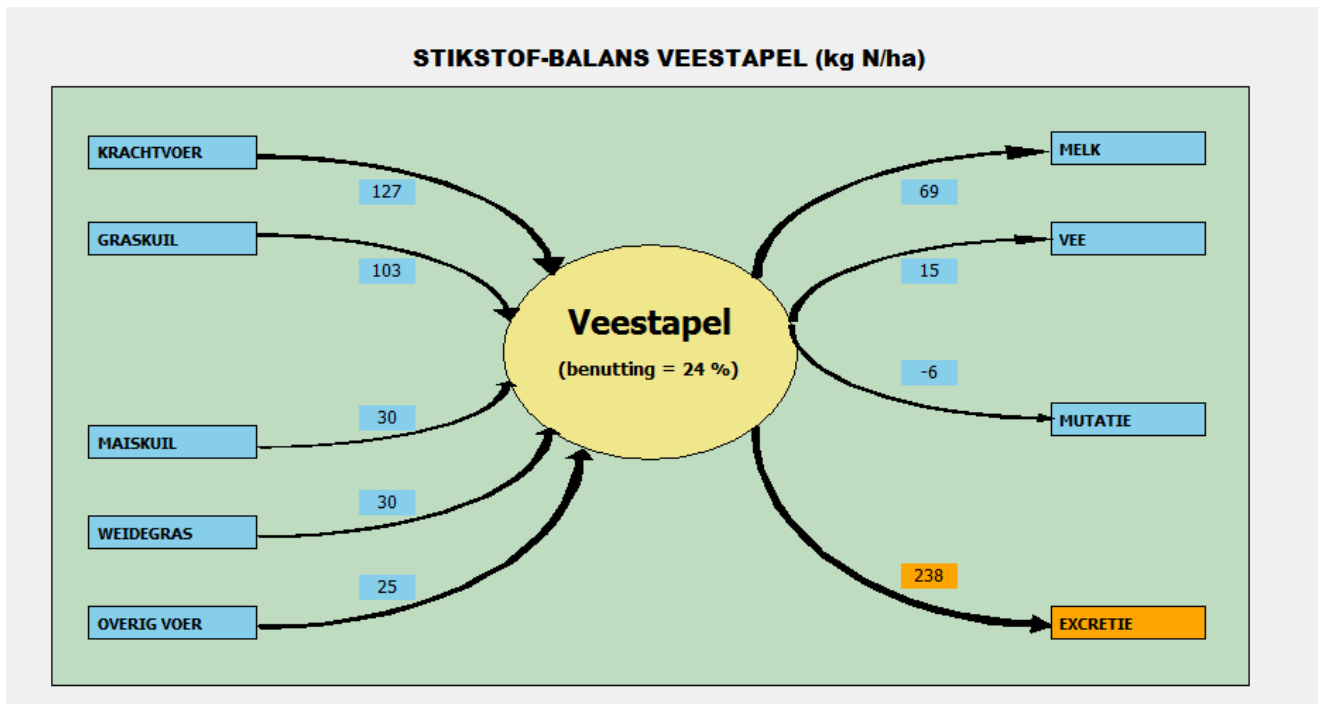 STIKSTOF-BALANS VEESTAPEL (kg N/ha)
KRACHTVOER
127
GRASKUIL
103
MAISKUIL
30
WEIDEGRAS
30
OVERIG VOER
25
Veestapel
(benutting = 24 %)
MELK
69
VEE
15
-6
MUTATIE
238
EXCRETIE